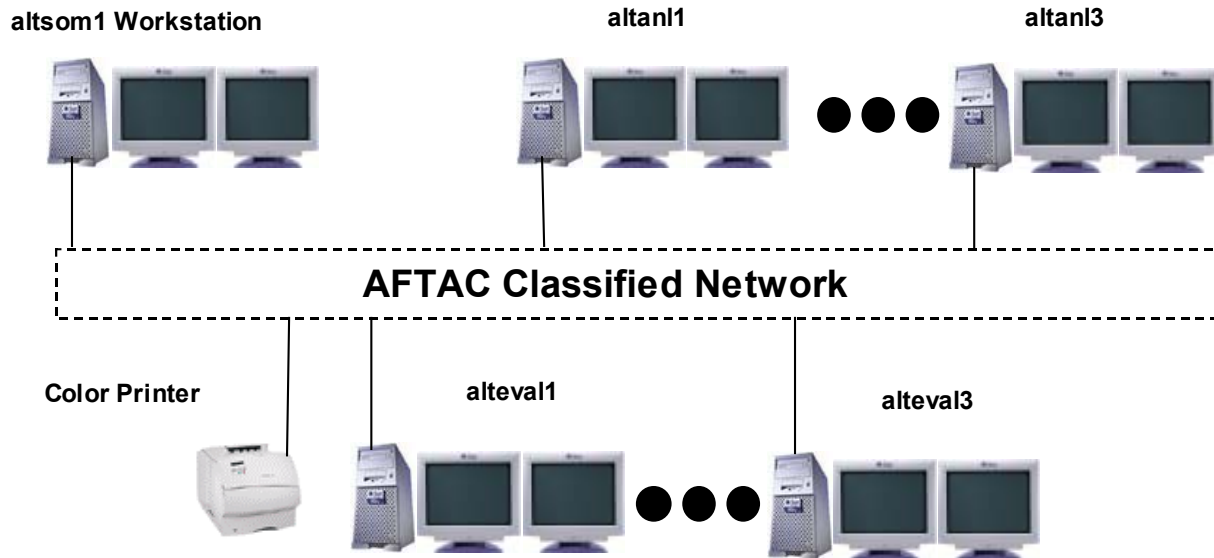 altsom1 Workstation
altanl1
altanl3
AFTAC Classified Network
Color Printer
alteval1
alteval3